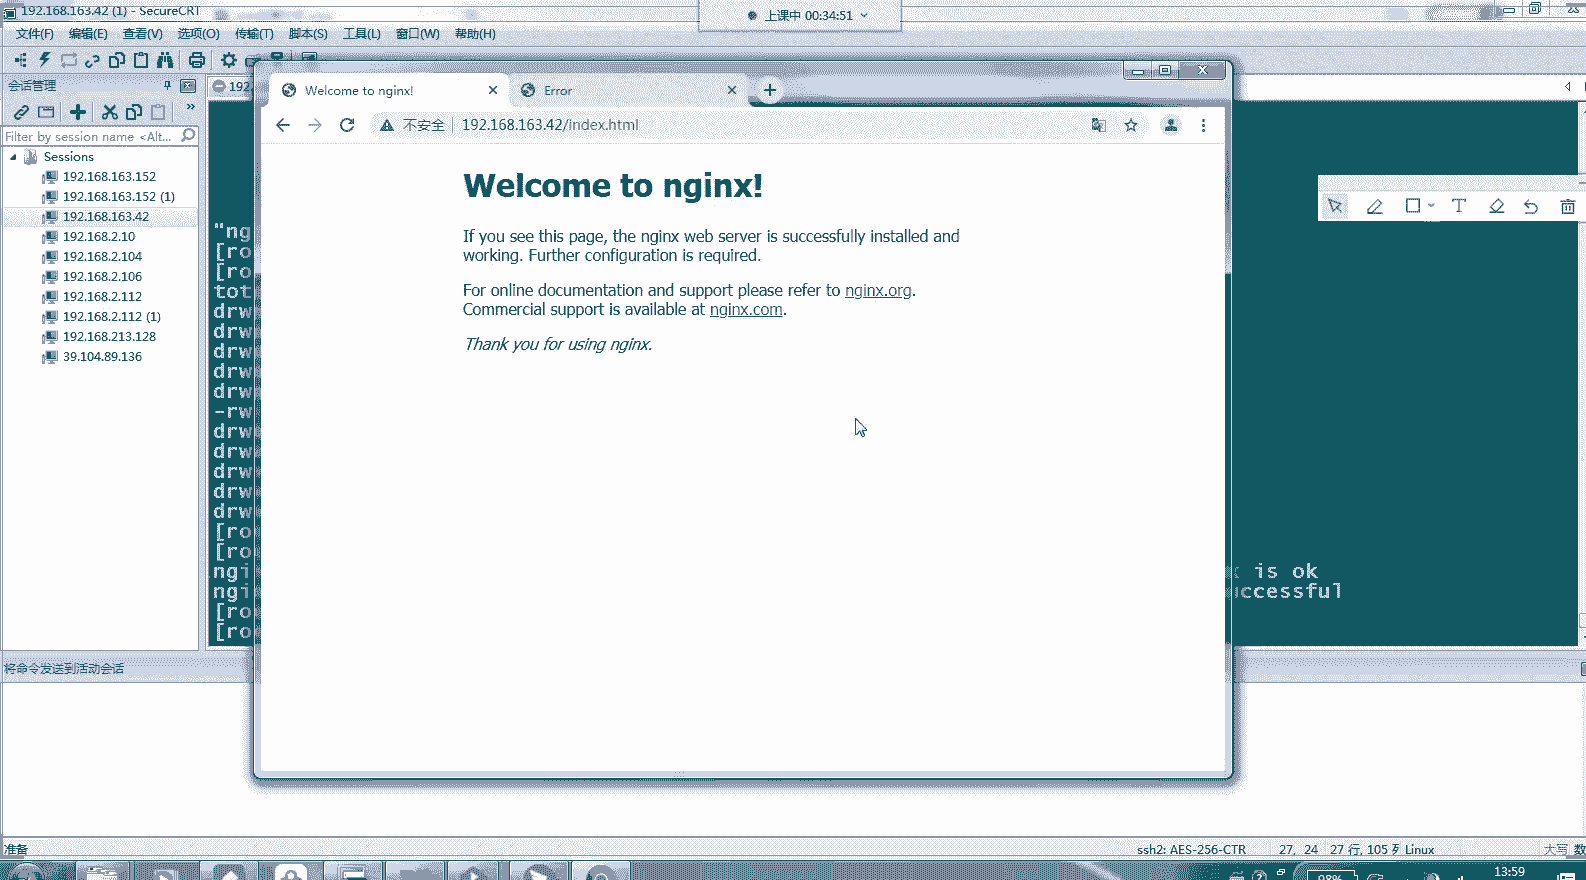 192.168.163.42 (1) - SecureCRT
上课中 00:34:51
文件(F) 编辑(E) 查看(V) 选项(O) 传输(T) 脚本(S) 工具(L) 窗口(W) 帮助(H)
会话管理
192.
Filter by session name <Alt...
Sessions
192.168.163.152
192.168.163.152 (1)
192.168.163.42
192.168.2.10
192.168.2.104
192.168.2.106
192.168.2.112
192.168.2.112 (1)
192.168.213.128
39.104.89.136
Welcome to nginx!
Error
不安全
192.168.163.42/index.html
Welcome to nginx!
If you see this page, the nginx web server is successfully installed and
working. Further configuration is required.
For online documentation and support please refer to nginx.org.
Commercial support is available at nginx.com.
Thank you for using nginx.
"ng
[ro
[ro
tot
drw
drw
drw
drw
drw
-rw
drw
drw
drw
drw
drw
[ro
[ro
ngi
is ok
ngi
uccessful
[ro
[ro
将命令发送到活动会话
准备
ssh2: AES-256-CTR
27, 24
27 行, 105 列
Linux
大写
数
98%
13:59